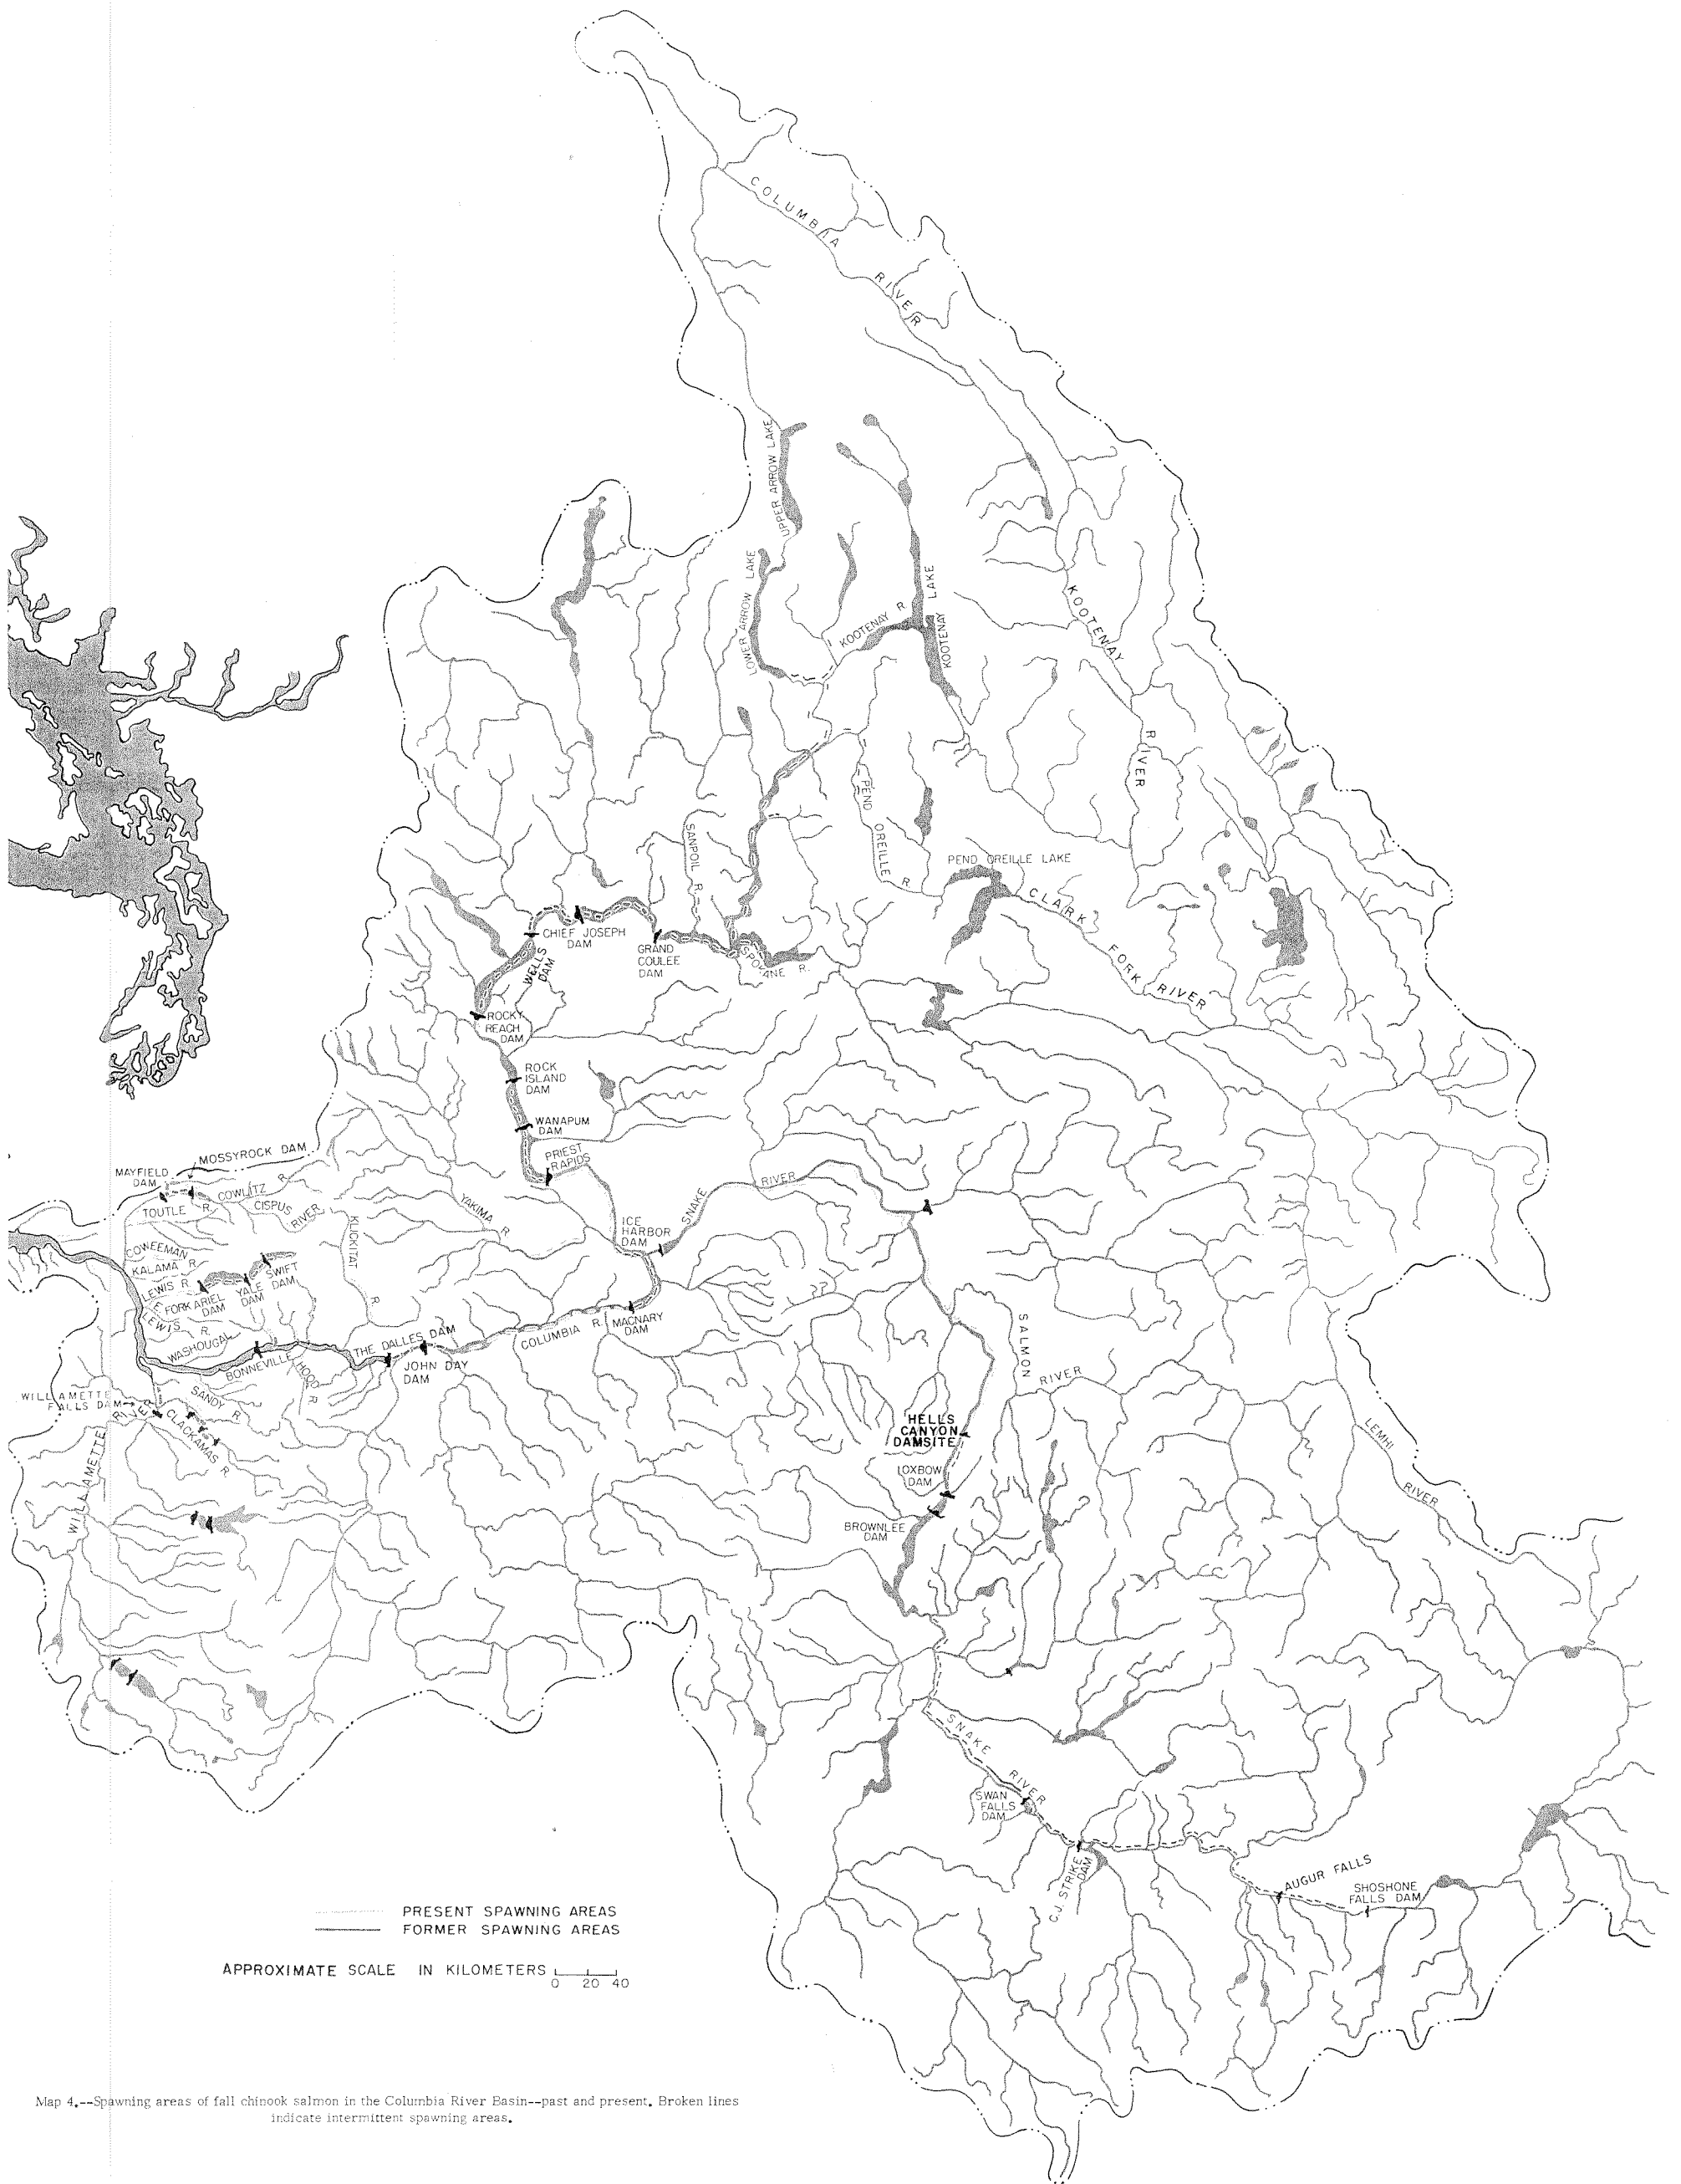 COLUMBIA
RIVER
UPPER ARROW LAKE
LOWER ARROW LAKE
KOOTENAY R.
KOOTENAY LAKE
KOOTENAY
RIVER
PEND
OREILLE
R.
PEND OREILLE LAKE
CLARK
FORK RIVER
SANPOIL R.
CHIEF JOSEPH
DAM
GRAND
COULEE
DAM
SPOKANE R.
WELLS
DAM
ROCKY
REACH
DAM
ROCK
ISLAND
DAM
WANAPUM
DAM
PRIEST
RAPIDS
MOSSYROCK DAM
MAYFIELD
DAM
COWLITZ R.
TOUTLE R.
CISPUS
RIVER
KLICKITAT
R.
YAKIMA R.
ICE
HARBOR
DAM
SNAKE
RIVER
COWEEMAN
KALAMA R.
LEWIS R.
E FORK
LEWIS R.
ARIEL
DAM
YALE
DAM
SWIFT
DAM
WASHOUGAL
BONNEVILLE
HOOD R.
THE DALLES DAM
JOHN DAY
DAM
COLUMBIA R.
MACNARY
DAM
WILLAMETTE
FALLS DAM
SANDY R.
CLACKAMAS R.
WILLAMETTE RIVER
SALMON
RIVER
HELLS
CANYON
DAMSITE
OXBOW
DAM
BROWNLEE
DAM
LEMHI
RIVER
SNAKE
RIVER
SWAN
FALLS
DAM
C.J. STRIKE
DAM
AUGUR FALLS
SHOSHONE
FALLS DAM
PRESENT SPAWNING AREAS
FORMER SPAWNING AREAS
APPROXIMATE SCALE IN KILOMETERS
0 20 40
Map 4.--Spawning areas of fall chinook salmon in the Columbia River Basin--past and present. Broken lines
indicate intermittent spawning areas.